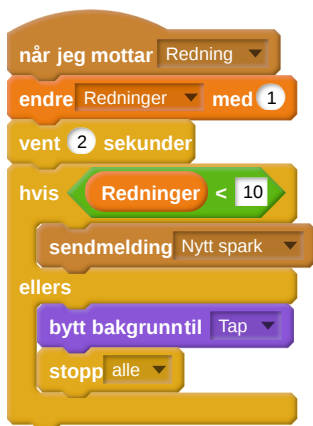 når jeg mottar Redning
endre Redninger med 1
vent 2 sekunder
hvis Redninger < 10
sendmelding Nytt spark
ellers
bytt bakgrunntil Tap
stopp alle